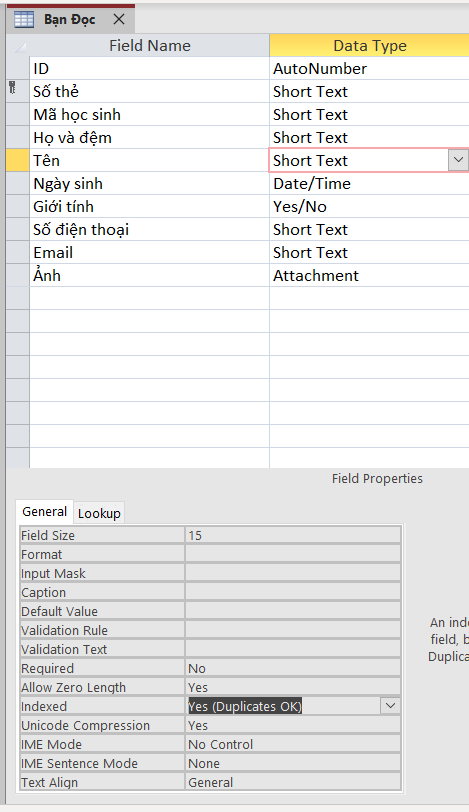 Bạn Đọc
Field Name Data Type
ID AutoNumber
Số thẻ Short Text
Mã học sinh Short Text
Họ và đệm Short Text
Tên Short Text
Ngày sinh Date/Time
Giới tính Yes/No
Số điện thoại Short Text
Email Short Text
Ảnh Attachment
Field Properties
General Lookup
Field Size 15
Format
Input Mask
Caption
Default Value
Validation Rule
Validation Text
Required No
Allow Zero Length Yes
Indexed Yes (Duplicates OK)
Unicode Compression Yes
IME Mode No Control
IME Sentence Mode None
Text Align General
An inde
field, b
Duplica